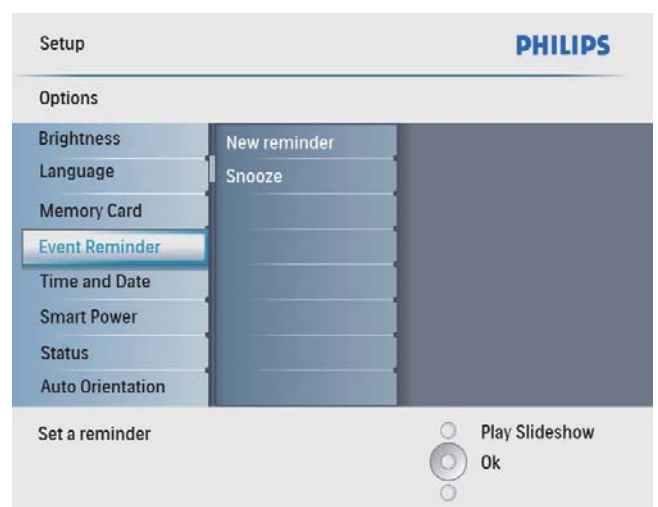 Setup
PHILIPS
Options
Brightness
Language
Memory Card
Event Reminder
Time and Date
Smart Power
Status
Auto Orientation
New reminder
Snooze
Set a reminder
Play Slideshow
Ok